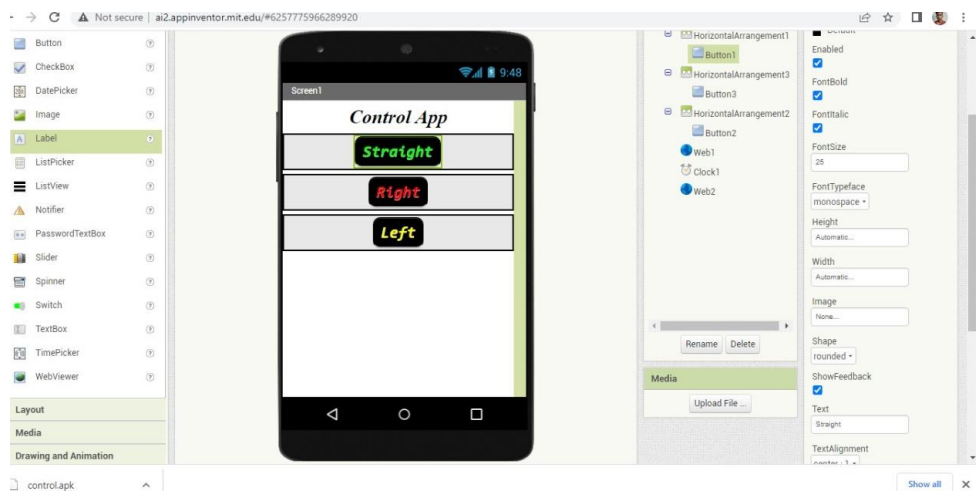 Not secure | ai2.appinventor.mit.edu/#6257775966289920
Button
CheckBox
DatePicker
Image
Label
ListPicker
ListView
Notifier
PasswordTextBox
Slider
Spinner
Switch
TextBox
TimePicker
WebViewer
Layout
Media
Drawing and Animation
9:48
Screen1
Control App
Straight
Right
Left
HorizontalArrangement1
Button1
HorizontalArrangement3
Button3
HorizontalArrangement2
Button2
Web1
Clock1
Web2
Rename Delete
Media
Upload File ...
Default
Enabled
FontBold
FontItalic
FontSize
25
FontTypeface
monospace
Height
Automatic...
Width
Automatic...
Image
None...
Shape
rounded
ShowFeedback
Text
Straight
TextAlignment
center : 1
control.apk
Show all